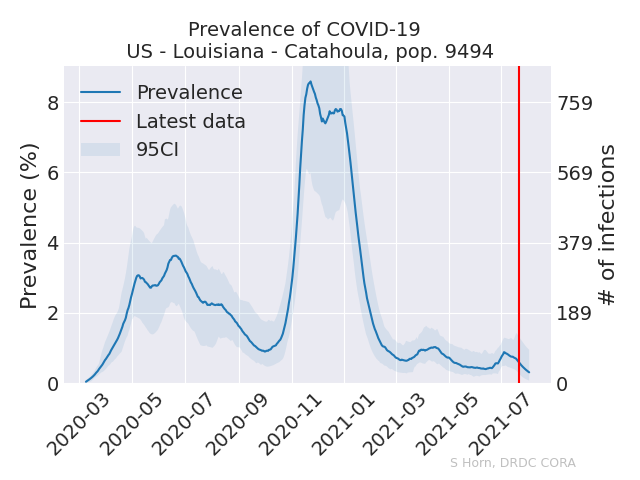 Prevalence of COVID-19
US - Louisiana - Catahoula, pop. 9494
Prevalence
Latest data
95CI
Prevalence (%)
8
6
4
2
0
# of infections
759
569
379
189
0
2020-03
2020-05
2020-07
2020-09
2020-11
2021-01
2021-03
2021-05
2021-07
S Horn, DRDC CORA